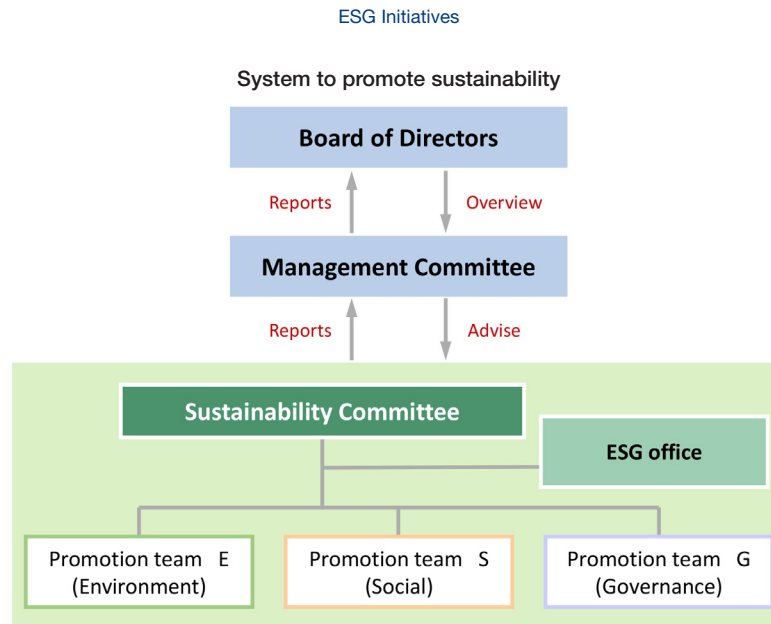 ESG Initiatives
System to promote sustainability
Board of Directors
Reports
Overview
Management Committee
Reports
Advise
Sustainability Committee
ESG office
Promotion team E
(Environment)
Promotion team S
(Social)
Promotion team G
(Governance)